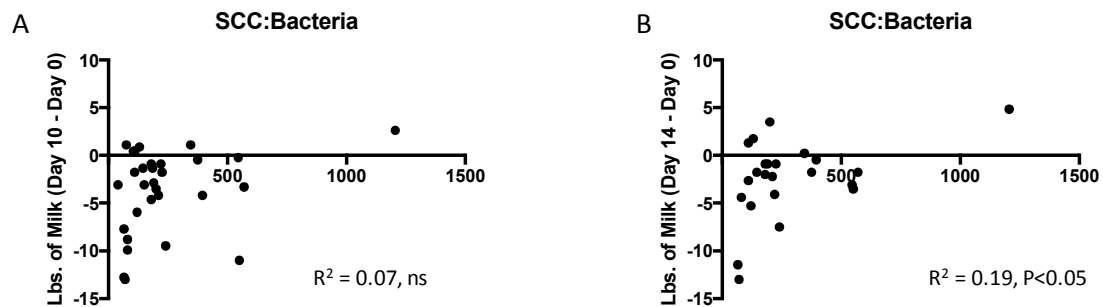 A
SCC:Bacteria
Lbs. of Milk (Day 10 - Day 0)
10
5
0
-5
-10
-15
500
1000
1500
R² = 0.07, ns
B
SCC:Bacteria
Lbs. of Milk (Day 14 - Day 0)
10
5
0
-5
-10
-15
500
1000
1500
R² = 0.19, P<0.05